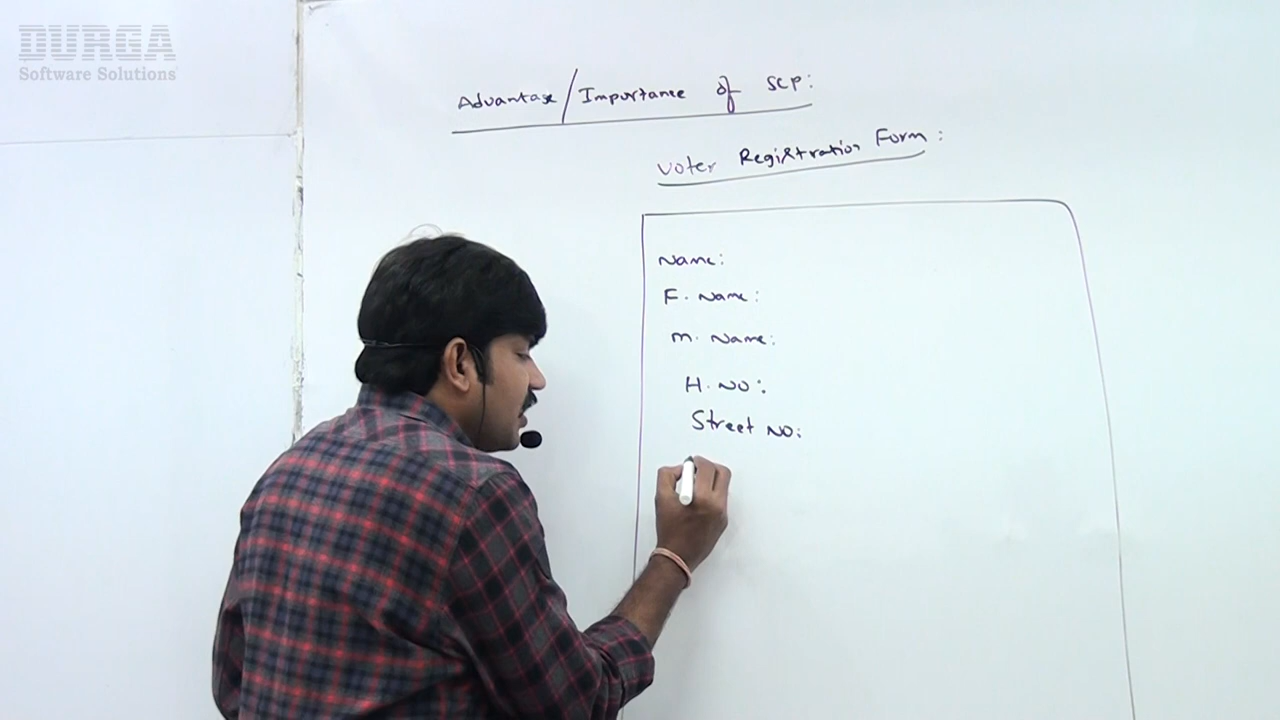 DURGA
Software Solutions
Advantage/Importance of SCP:
Voter Registration Form:
Name:
F. Name:
M. Name:
H. NO:
Street NO: